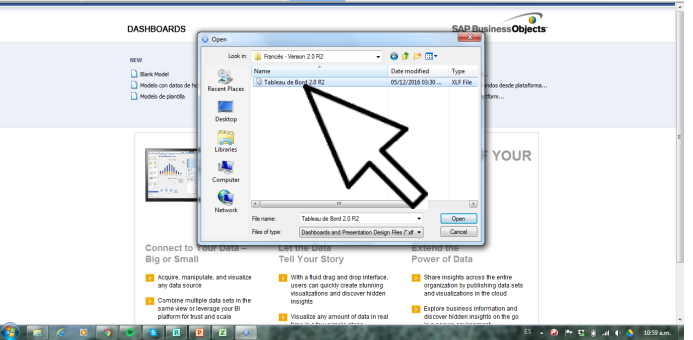 DASHBOARDS
SAP BusinessObjects
Open
NEW
Blank Model
Modelo con datos de
Modelo de plantilla
Look in:
Francés - Version 2.0 R2
Name
Date modified
Type
Tableau de Bord 2.0 R2
05/12/2016 03:30 ...
XLF File
desde plataforma...
Recent Places
Desktop
Libraries
Computer
Network
YOUR
File name:
Tableau de Bord 2.0 R2
Open
Files of type:
Dashboards and Presentation Design Files (*.xlf
Cancel
Connect to Your Data –
Big or Small
Acquire, manipulate, and visualize
any data source
Combine multiple data sets in the
same view or leverage your BI
platform for trust and scale
Let the Data
Tell Your Story
With a fluid drag and drop interface,
users can quickly create stunning
visualizations and discover hidden
insights
Visualize any amount of data in real
Extend the
Power of Data
Share insights across the entire
organization by publishing data sets
and visualizations in the cloud
Explore business information and
discover hidden insights on the go
ES
10:59 a.m.